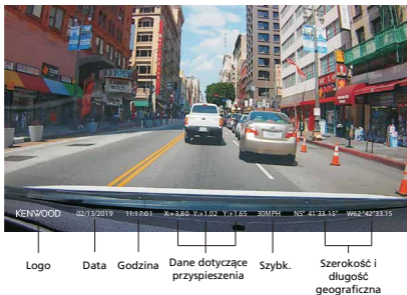 KENWOOD 02/13/2019 11:17:01 X:+3.80 Y:+1.02 Y:+1.65 30MPH N5° 41'33.15" W62°42'33.15
Logo Data Godzina Dane dotyczące przyspieszenia Szybk. Szerokość i długość geograficzna